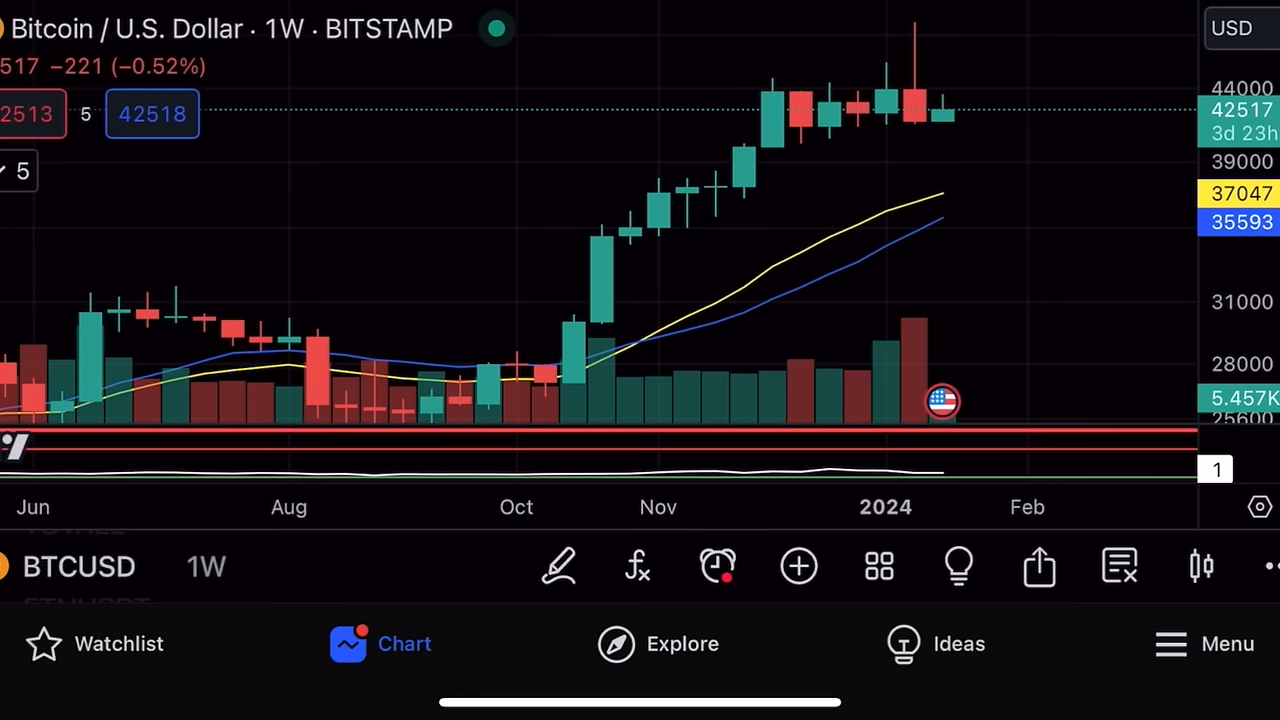 Bitcoin / U.S. Dollar · 1W · BITSTAMP
USD
517 −221 (−0.52%)
44000
2513
5
42518
42517
3d 23h
5
39000
37047
35593
31000
28000
5.457K
25600
1
Jun
Aug
Oct
Nov
2024
Feb
BTCUSD
1W
Watchlist
Chart
Explore
Ideas
Menu